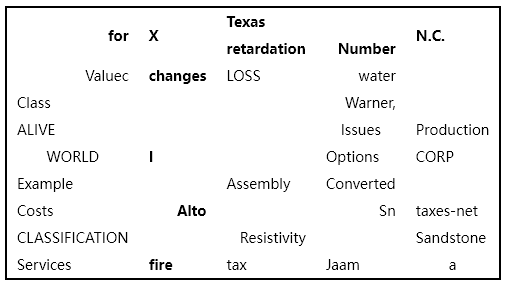 for X Texas retardation Number N.C.
Valuec changes LOSS water
Class Warner,
ALIVE Issues Production
WORLD I Options CORP
Example Assembly Converted
Costs Alto Sn taxes-net
CLASSIFICATION Resistivity Sandstone
Services fire tax Jaam a